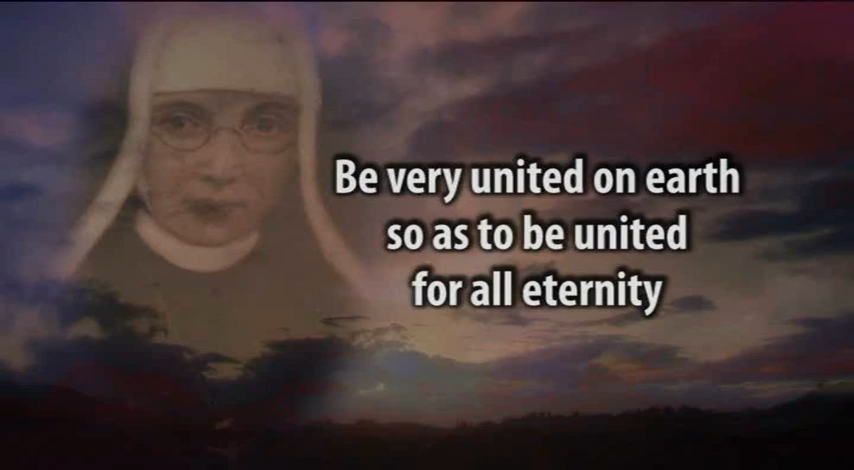 Be very united on earth
so as to be united
for all eternity